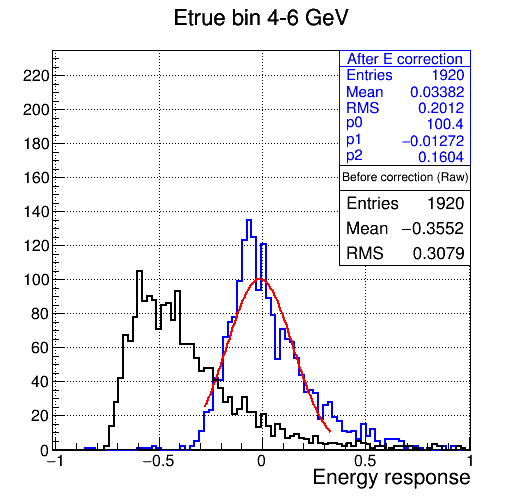 Etrue bin 4-6 GeV
After E correction
Entries 1920
Mean 0.03382
RMS 0.2012
p0 100.4
p1 −0.01272
p2 0.1604
Before correction (Raw)
Entries 1920
Mean −0.3552
RMS 0.3079
220
200
180
160
140
120
100
80
60
40
20
0
−1 −0.5 0 0.5 1
Energy response